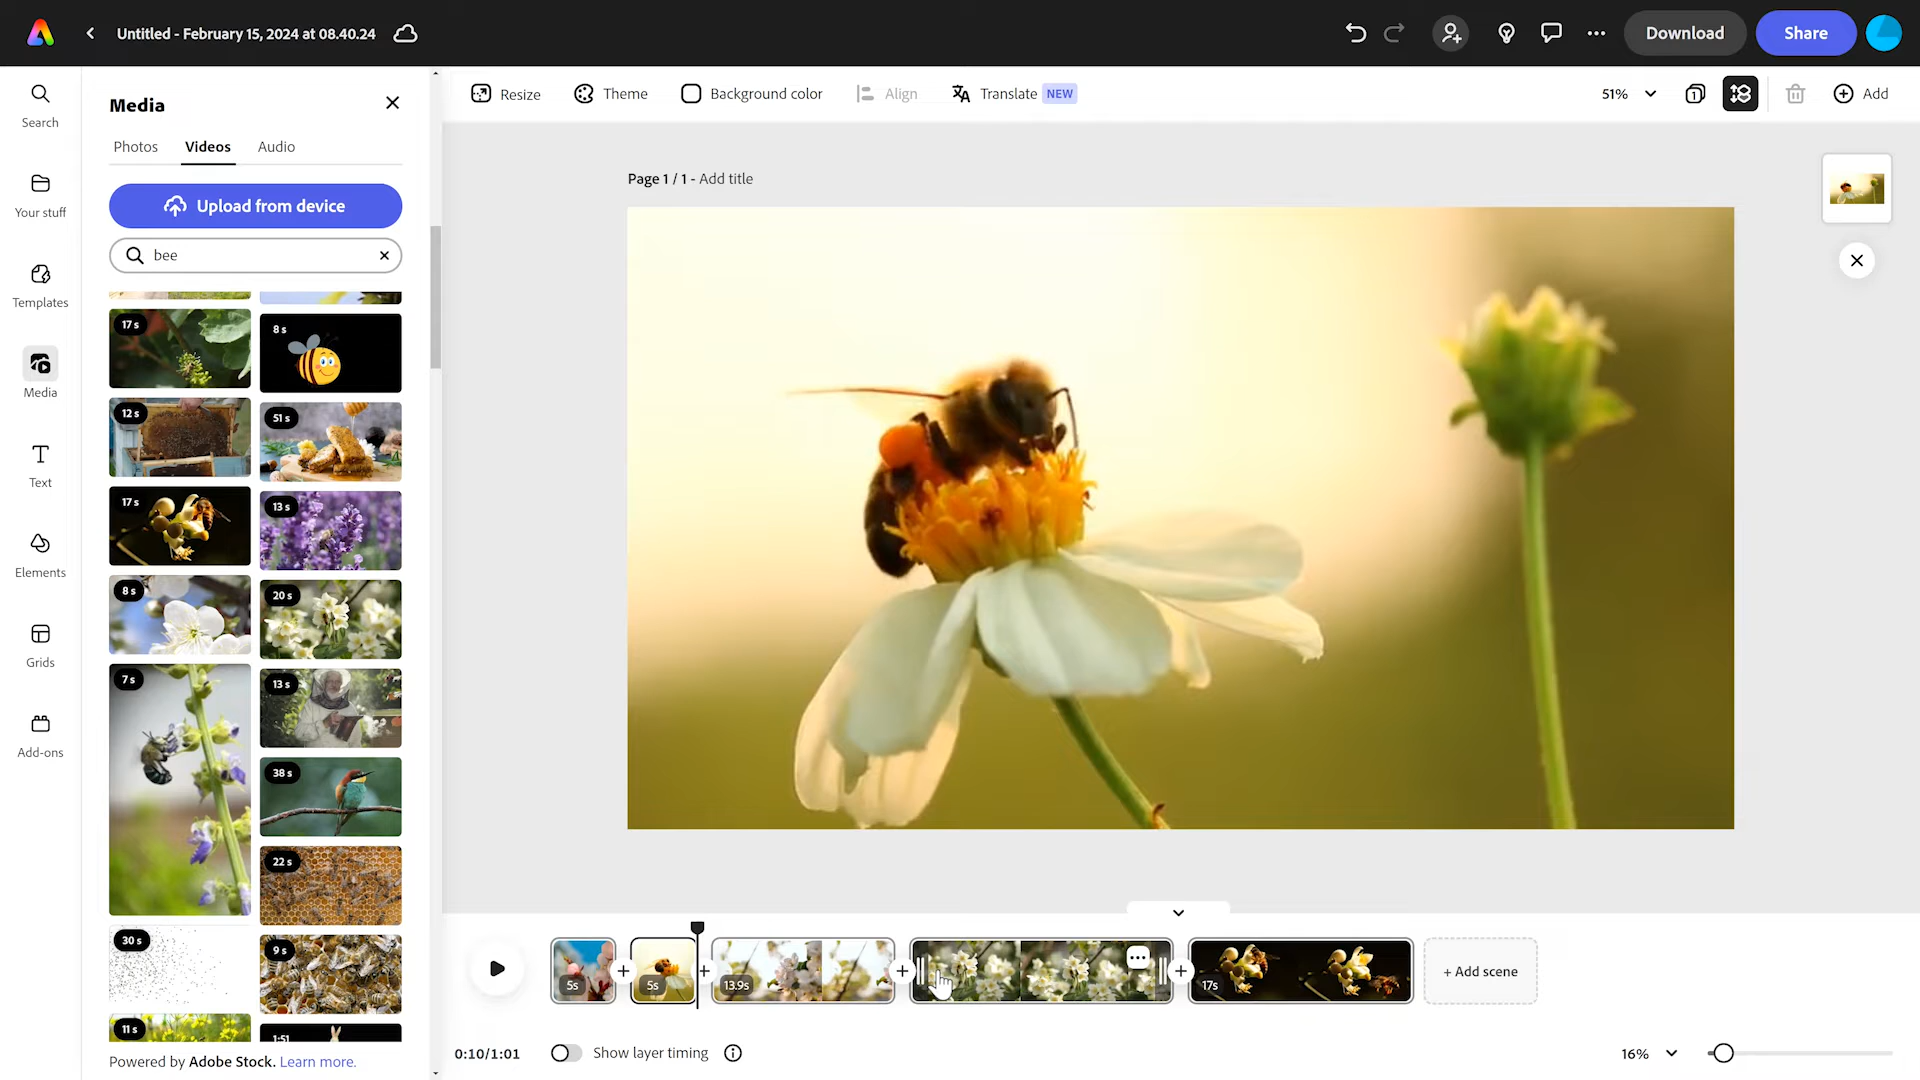 Untitled - February 15, 2024 at 08.40.24
Download
Share
Search
Your stuff
Templates
Media
Text
Elements
Grids
Add-ons
Media
Photos
Videos
Audio
Upload from device
bee
17 s
8 s
12 s
51 s
17 s
13 s
8 s
20 s
7 s
13 s
38 s
22 s
30 s
9 s
11 s
1:51
Powered by Adobe Stock. Learn more.
Resize
Theme
Background color
Align
Translate NEW
51%
1
Add
Page 1 / 1 - Add title
5s
5s
13.9s
17s
+ Add scene
0:10/1:01
Show layer timing
16%